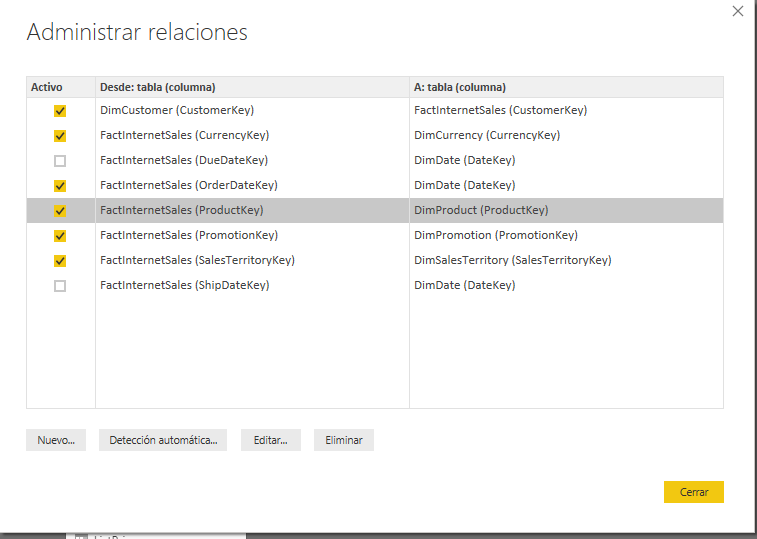 Administrar relaciones
Activo Desde: tabla (columna) A: tabla (columna)
DimCustomer (CustomerKey) FactInternetSales (CustomerKey)
FactInternetSales (CurrencyKey) DimCurrency (CurrencyKey)
FactInternetSales (DueDateKey) DimDate (DateKey)
FactInternetSales (OrderDateKey) DimDate (DateKey)
FactInternetSales (ProductKey) DimProduct (ProductKey)
FactInternetSales (PromotionKey) DimPromotion (PromotionKey)
FactInternetSales (SalesTerritoryKey) DimSalesTerritory (SalesTerritoryKey)
FactInternetSales (ShipDateKey) DimDate (DateKey)
Nuevo... Detección automática... Editar... Eliminar
Cerrar